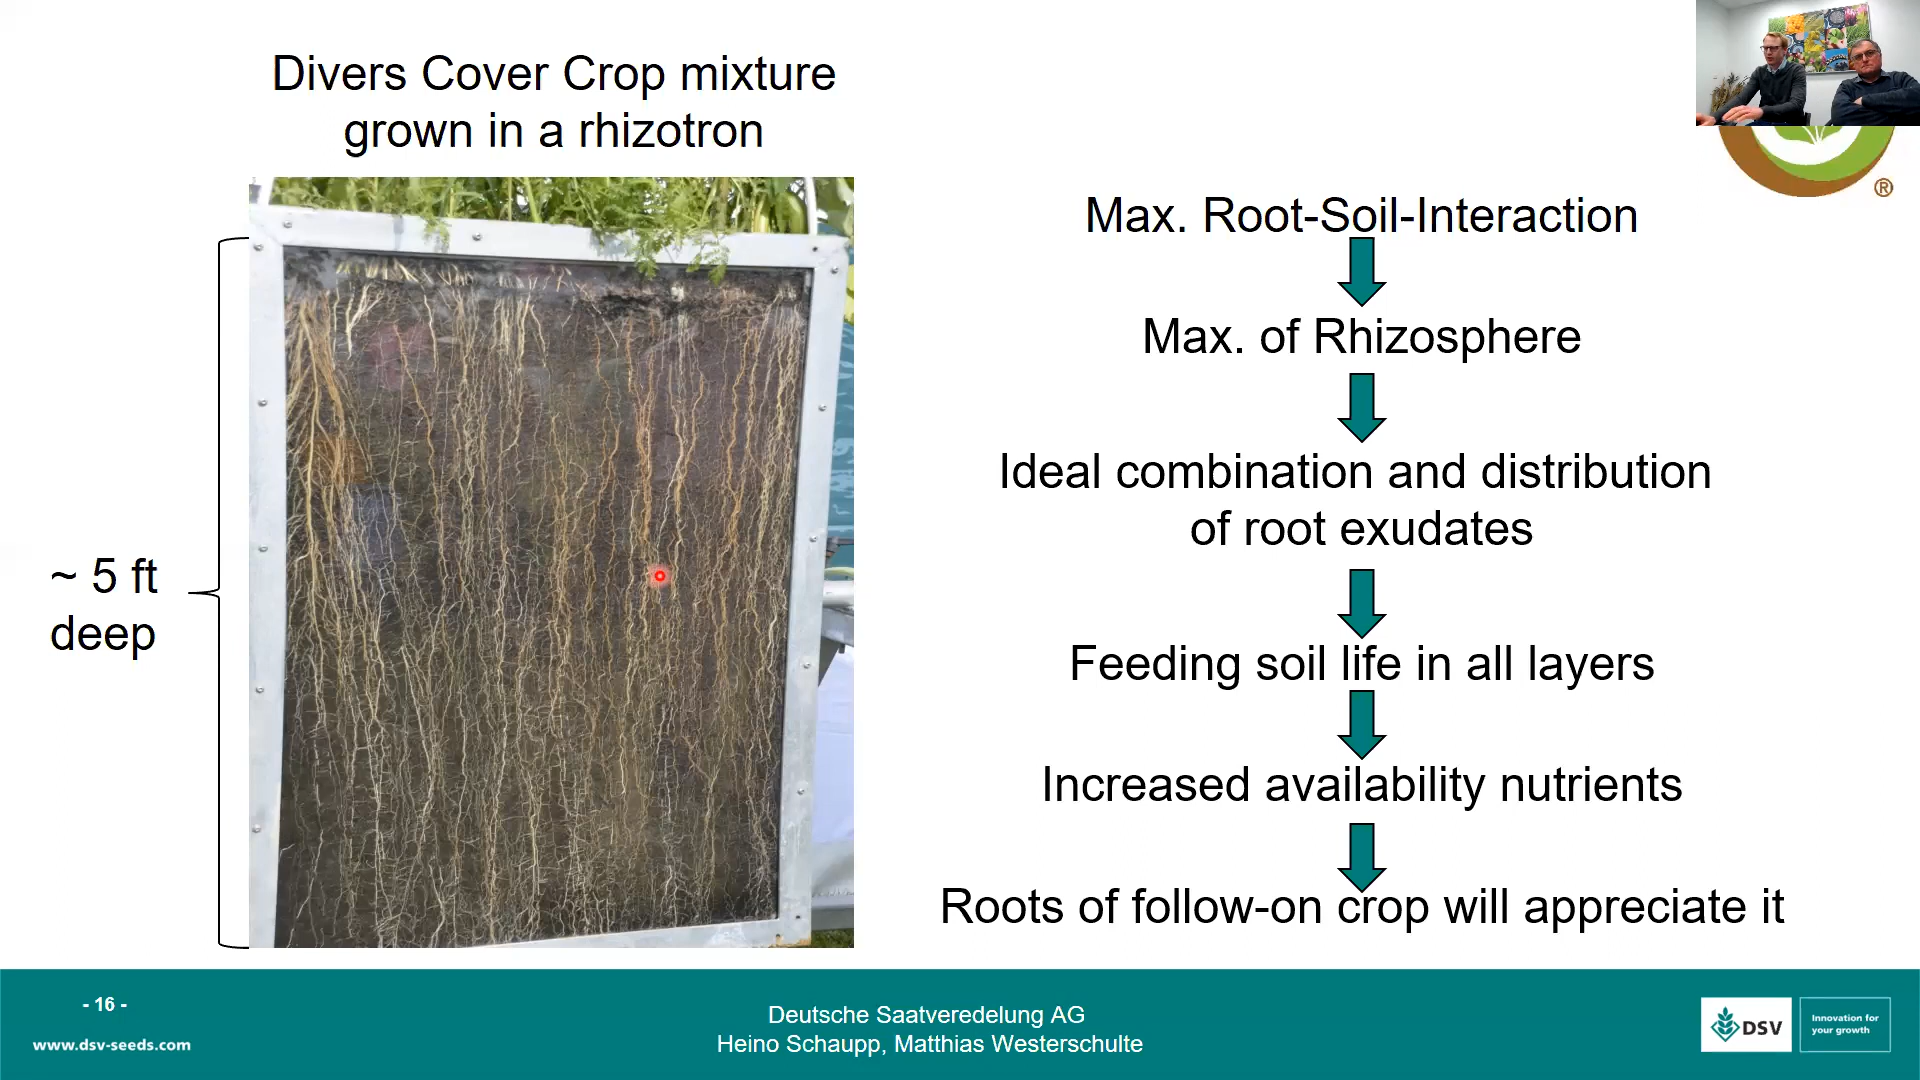 Divers Cover Crop mixture
grown in a rhizotron
®
~ 5 ft
deep
Max. Root-Soil-Interaction
Max. of Rhizosphere
Ideal combination and distribution
of root exudates
Feeding soil life in all layers
Increased availability nutrients
Roots of follow-on crop will appreciate it
- 16 -
www.dsv-seeds.com
Deutsche Saatveredelung AG
Heino Schaupp, Matthias Westerschulte
DSV
Innovation for
your growth